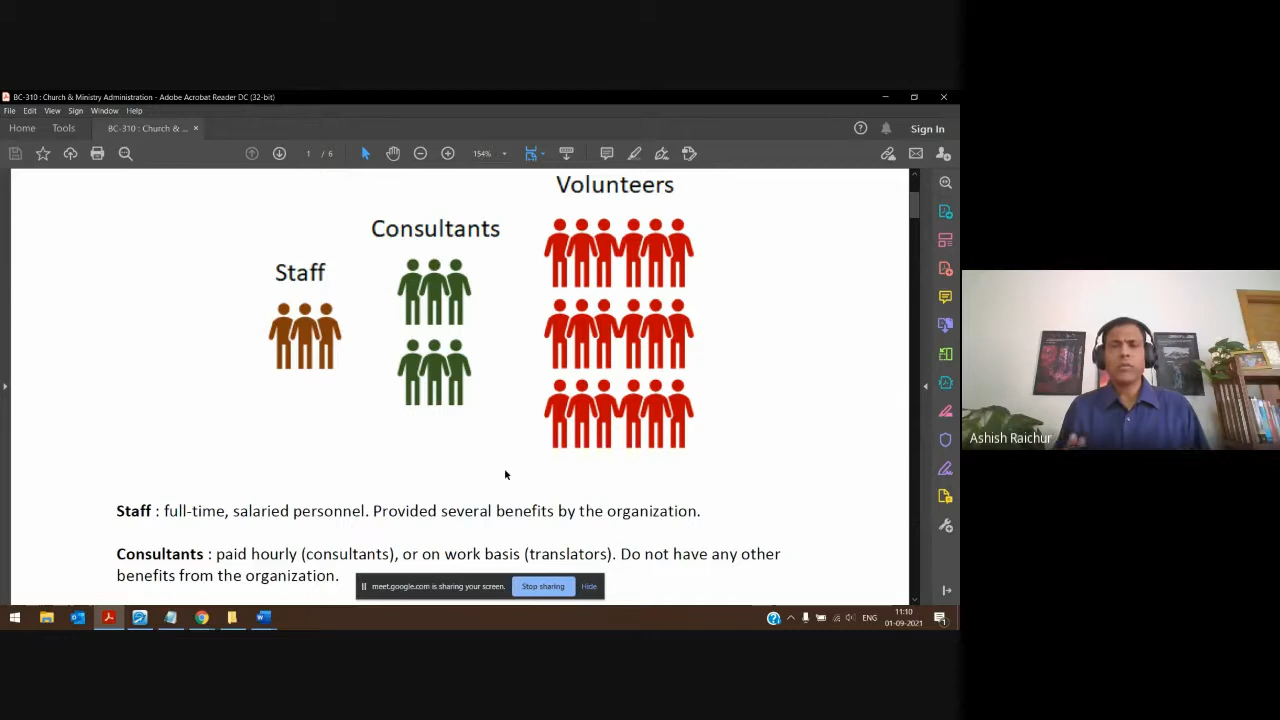 BC-310 : Church & Ministry Administration - Adobe Acrobat Reader DC (32-bit)
File Edit View Sign Window Help
Home Tools BC-310 : Church & ... × Sign In
1 / 6 154%
Volunteers
Consultants
Staff
Staff : full-time, salaried personnel. Provided several benefits by the organization.
Consultants : paid hourly (consultants), or on work basis (translators). Do not have any other
benefits from the organization.
meet.google.com is sharing your screen. Stop sharing Hide
Ashish Raichur
ENG
11:10
01-09-2021